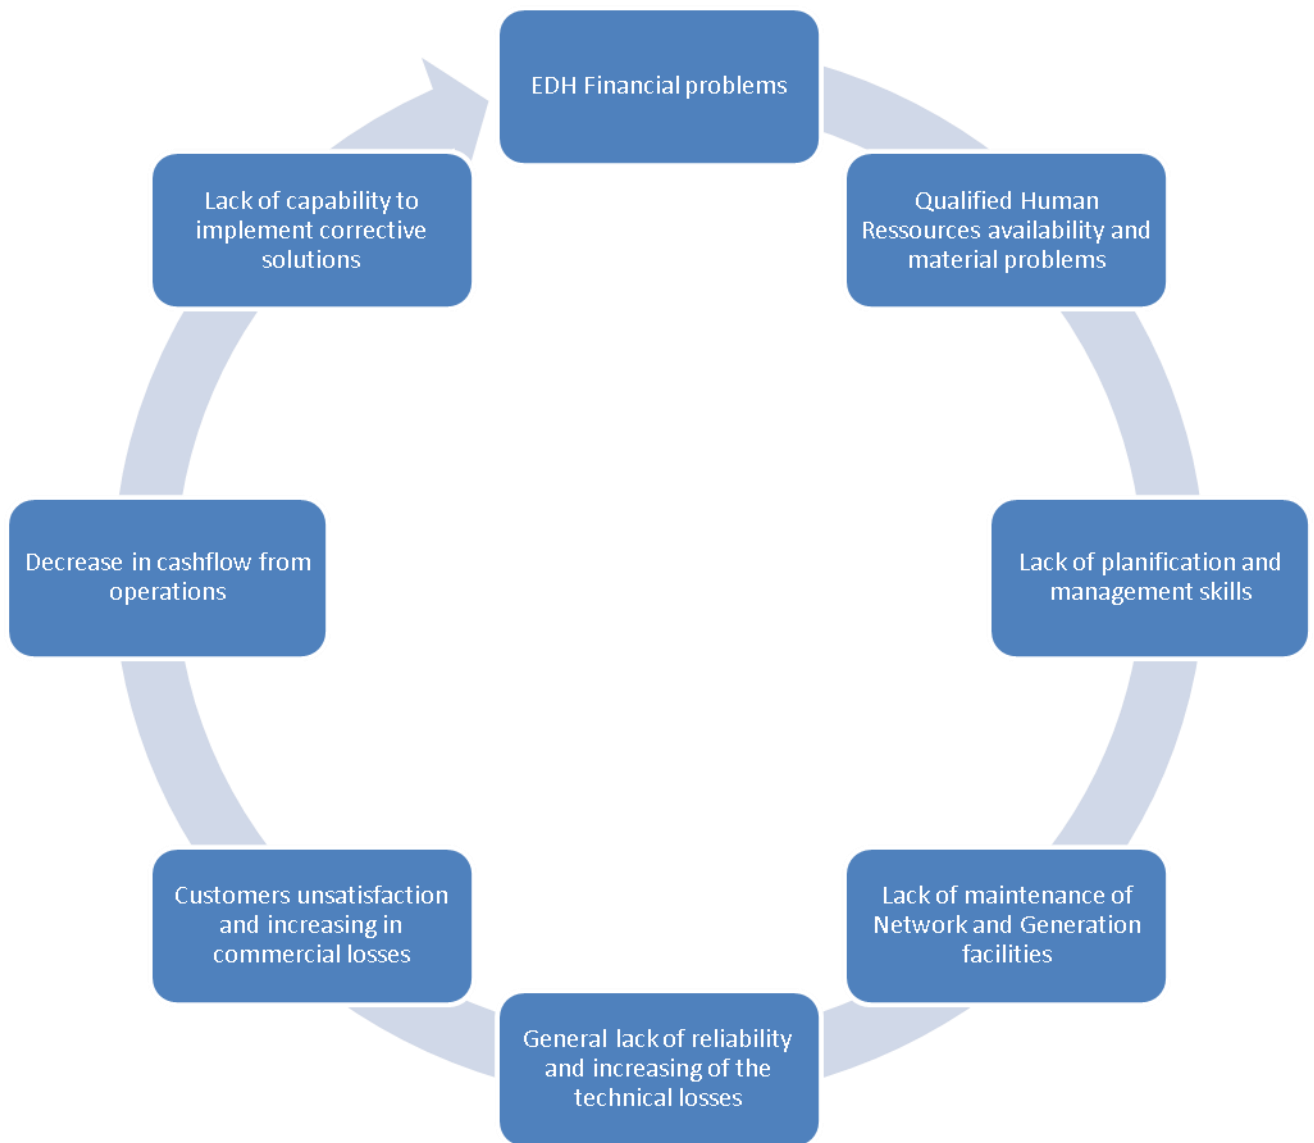 EDH Financial problems
Qualified Human
Ressources availability and
material problems
Lack of planification and
management skills
Lack of maintenance of
Network and Generation
facilities
General lack of reliability
and increasing of the
technical losses
Customers unsatisfaction
and increasing in
commercial losses
Decrease in cashflow from
operations
Lack of capability to
implement corrective
solutions